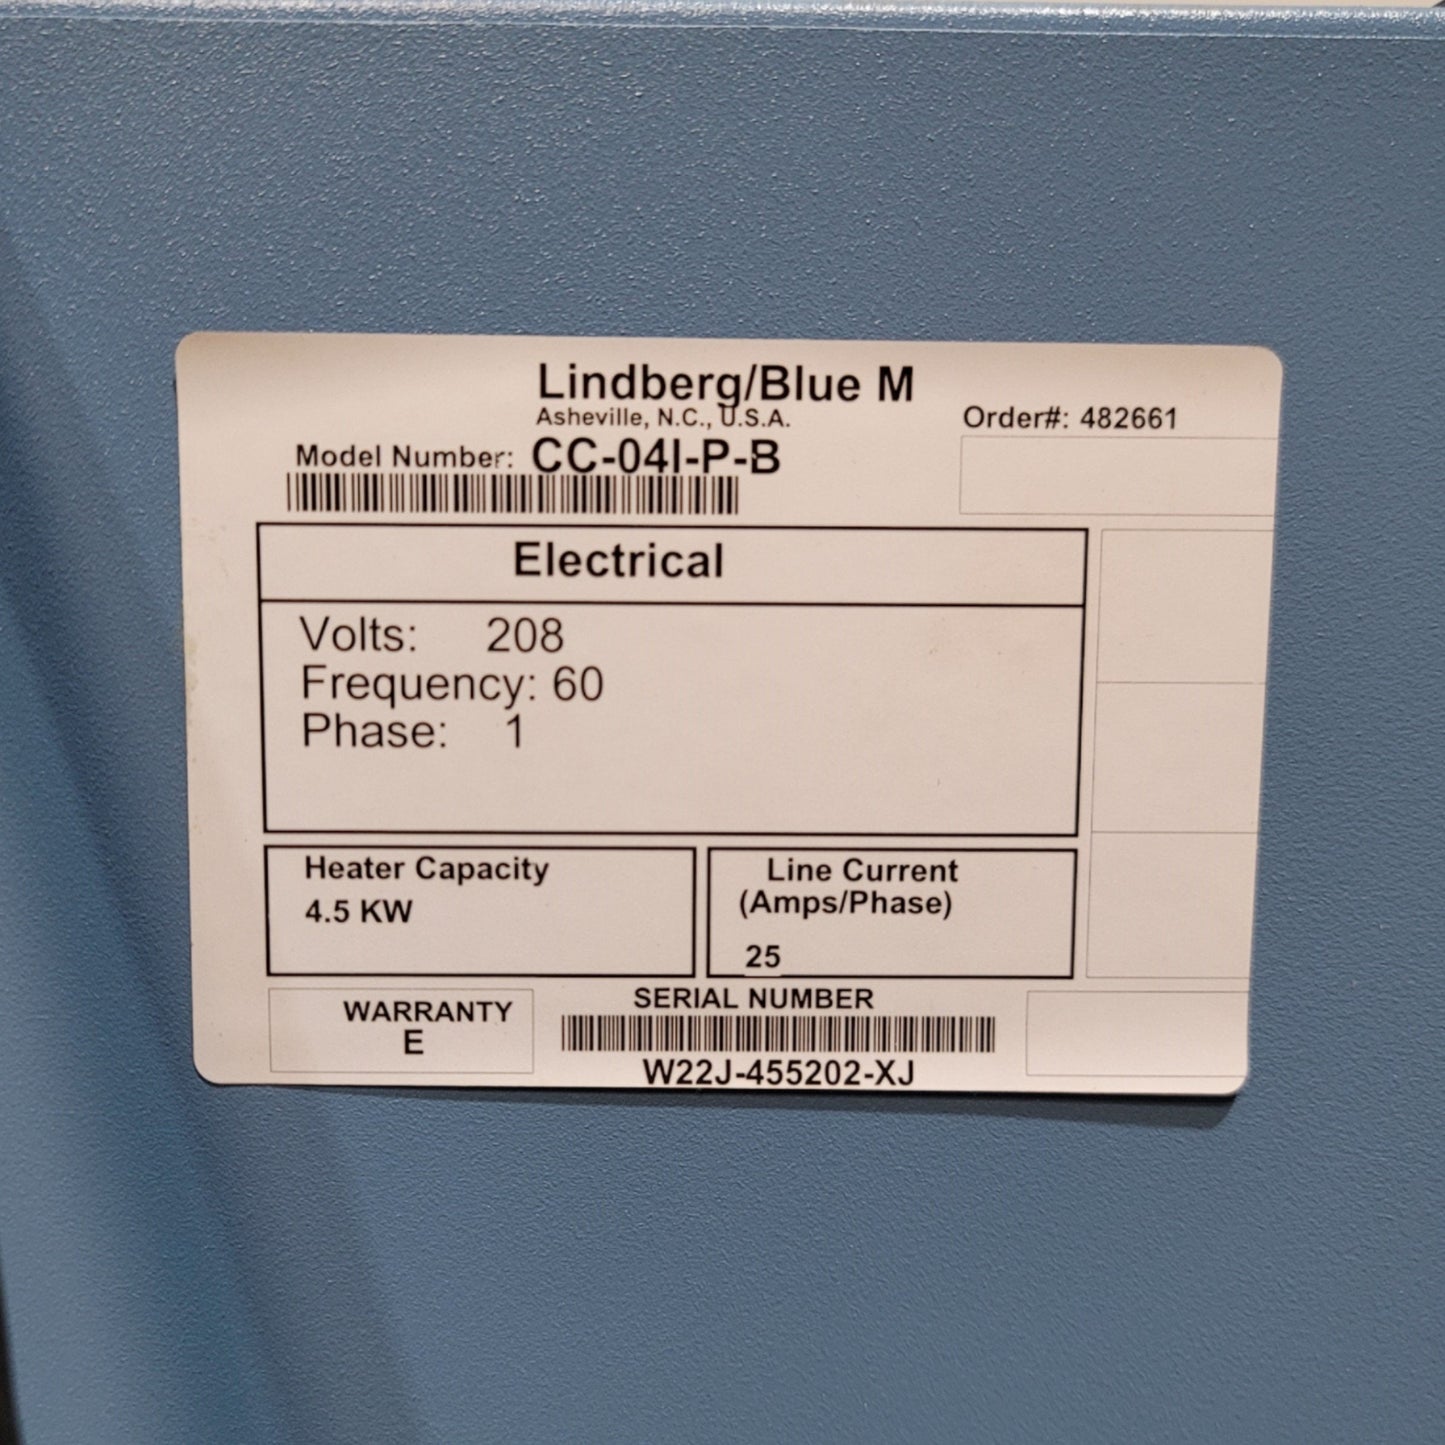 Lindberg/Blue M
Asheville, N.C., U.S.A.
Order#: 482661
Model Number: CC-04I-P-B
Electrical
Volts: 208
Frequency: 60
Phase: 1
Heater Capacity
4.5 KW
Line Current
(Amps/Phase)
25
WARRANTY
E
SERIAL NUMBER
W22J-455202-XJ